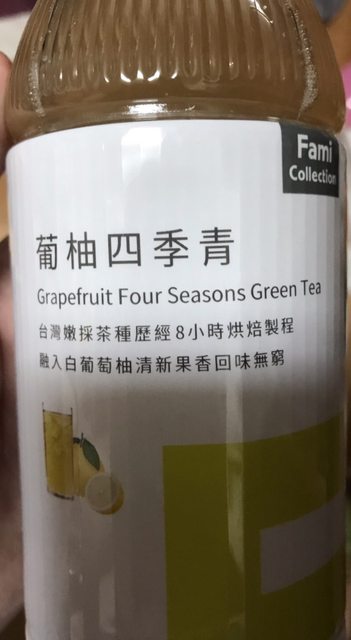 Fami
Collection
葡柚四季青
Grapefruit Four Seasons Green Tea
台灣嫩採茶種歷經8小時烘焙製程
融入白葡萄柚清新果香回味無窮